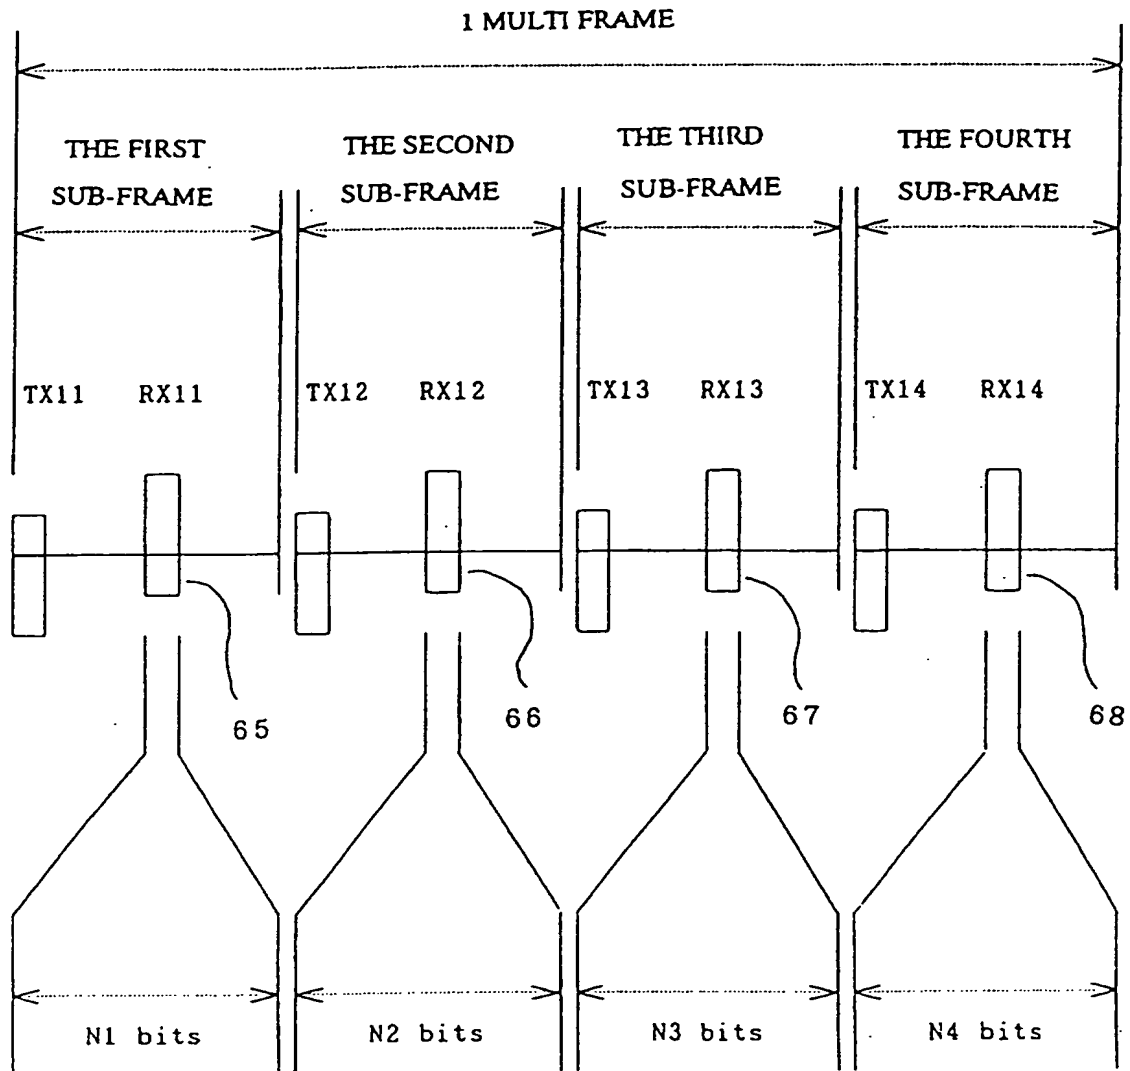 1 MULTI FRAME
THE FIRST
SUB-FRAME
THE SECOND
SUB-FRAME
THE THIRD
SUB-FRAME
THE FOURTH
SUB-FRAME
TX11 RX11 TX12 RX12 TX13 RX13 TX14 RX14
65 66 67 68
N1 bits N2 bits N3 bits N4 bits